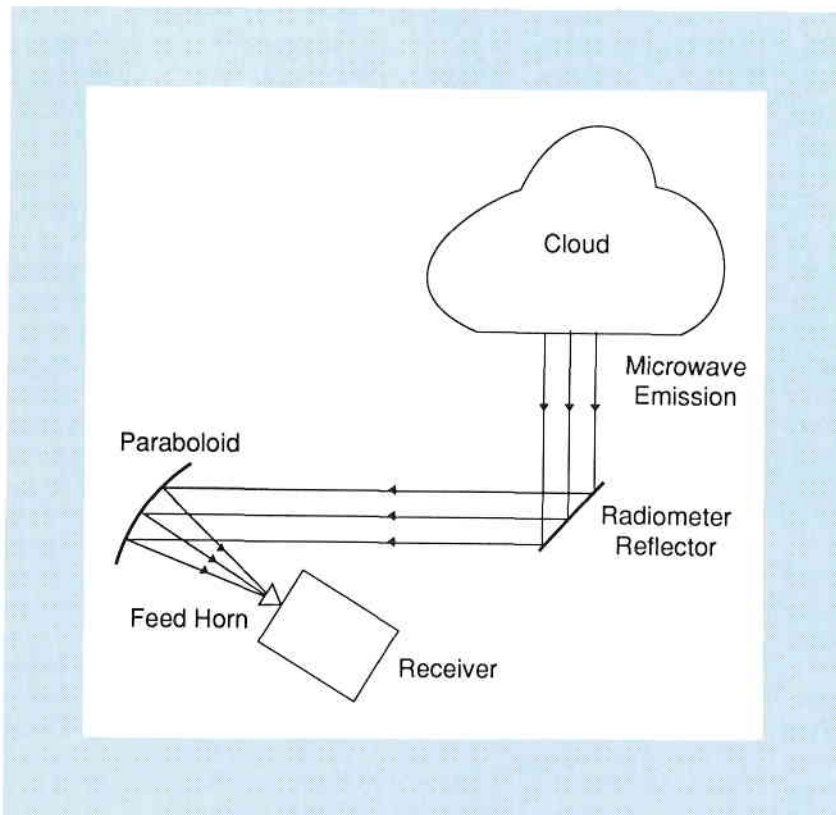 Cloud
Microwave
Emission
Paraboloid
Radiometer
Reflector
Feed Horn
Receiver